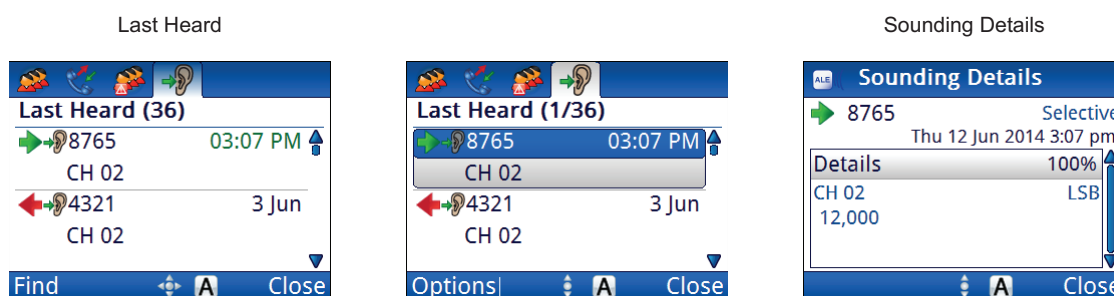 Last Heard
Sounding Details
Last Heard (36)
8765 03:07 PM
CH 02
4321 3 Jun
CH 02
Find A Close
Last Heard (1/36)
8765 03:07 PM
CH 02
4321 3 Jun
CH 02
Options A Close
ALE Sounding Details
8765 Selective
Thu 12 Jun 2014 3:07 pm
Details 100%
CH 02 LSB
12,000
A Close